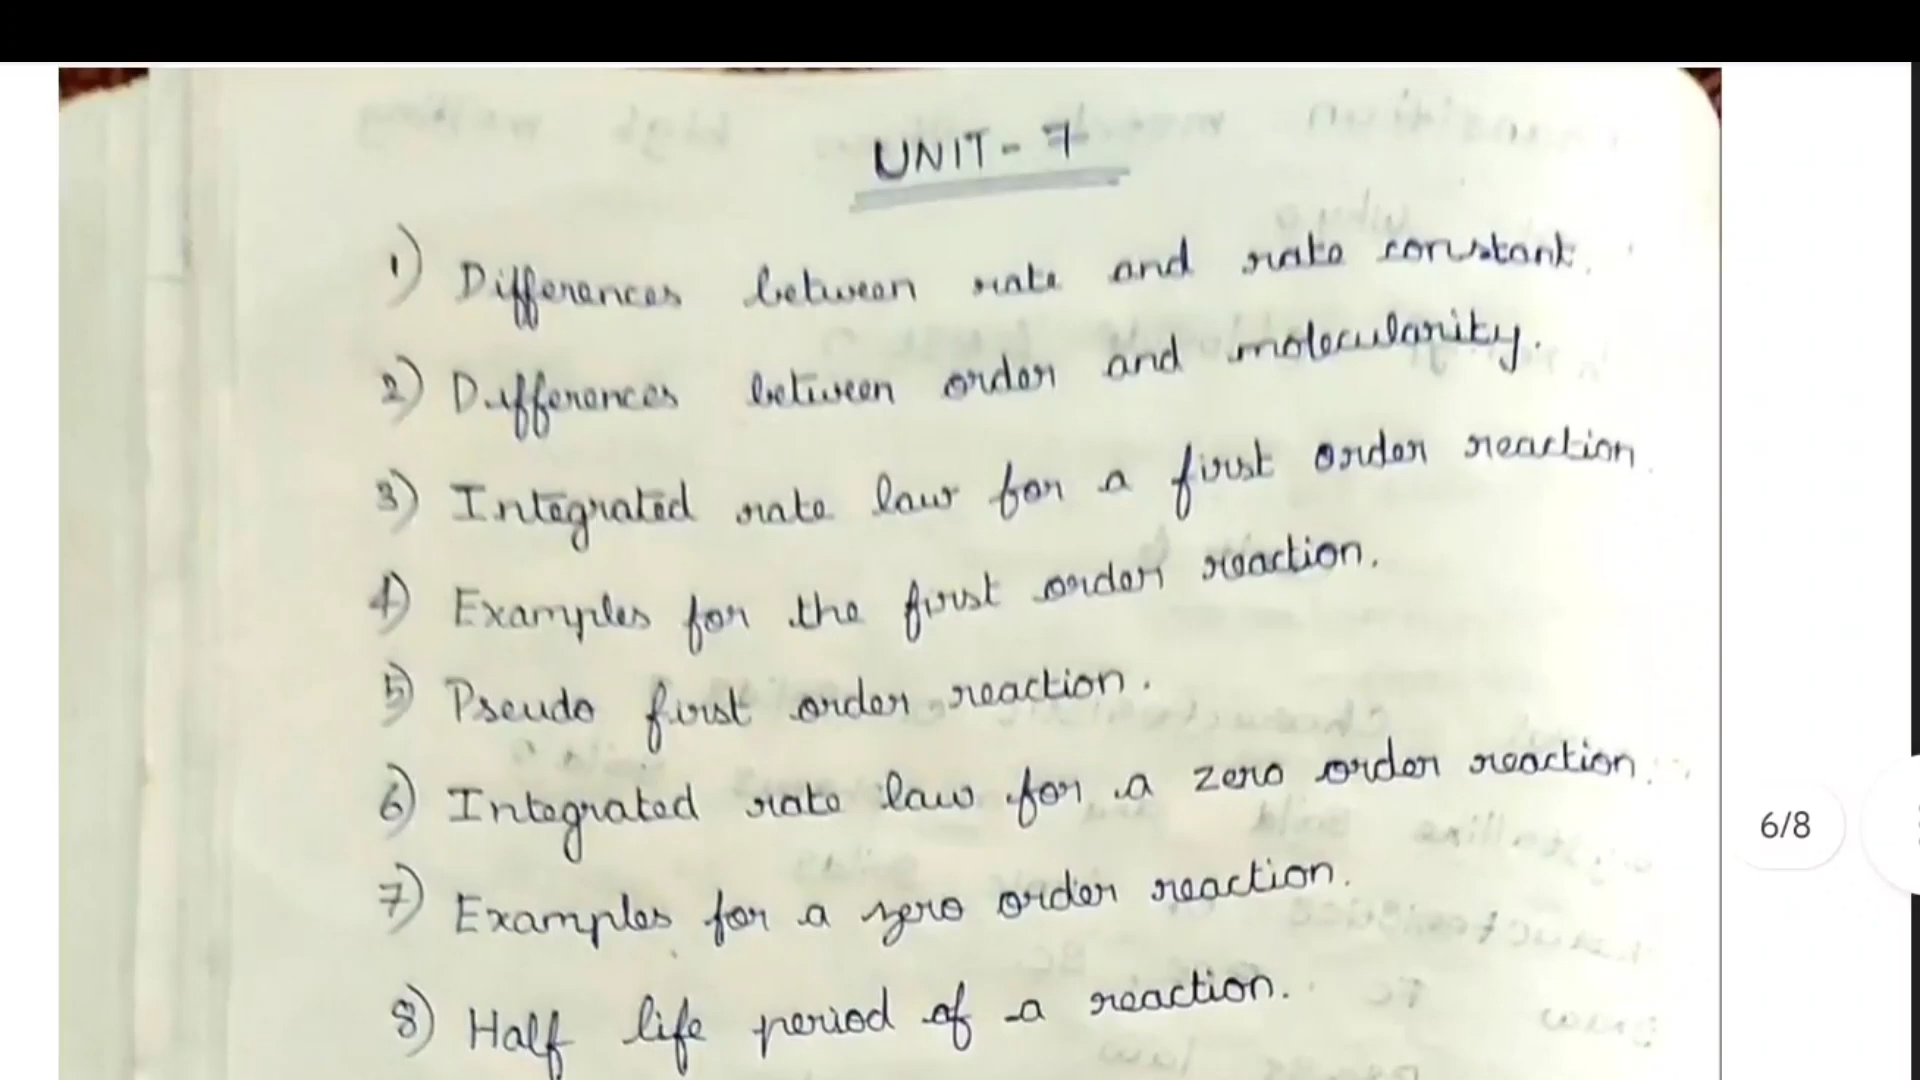 UNIT - 7
1) Differences between rate and rate constant.
2) Differences between order and molecularity.
3) Integrated rate law for a first order reaction.
4) Examples for the first order reaction.
5) Pseudo first order reaction.
6) Integrated rate law for a zero order reaction.
7) Examples for a zero order reaction.
8) Half life period of a reaction.
6/8